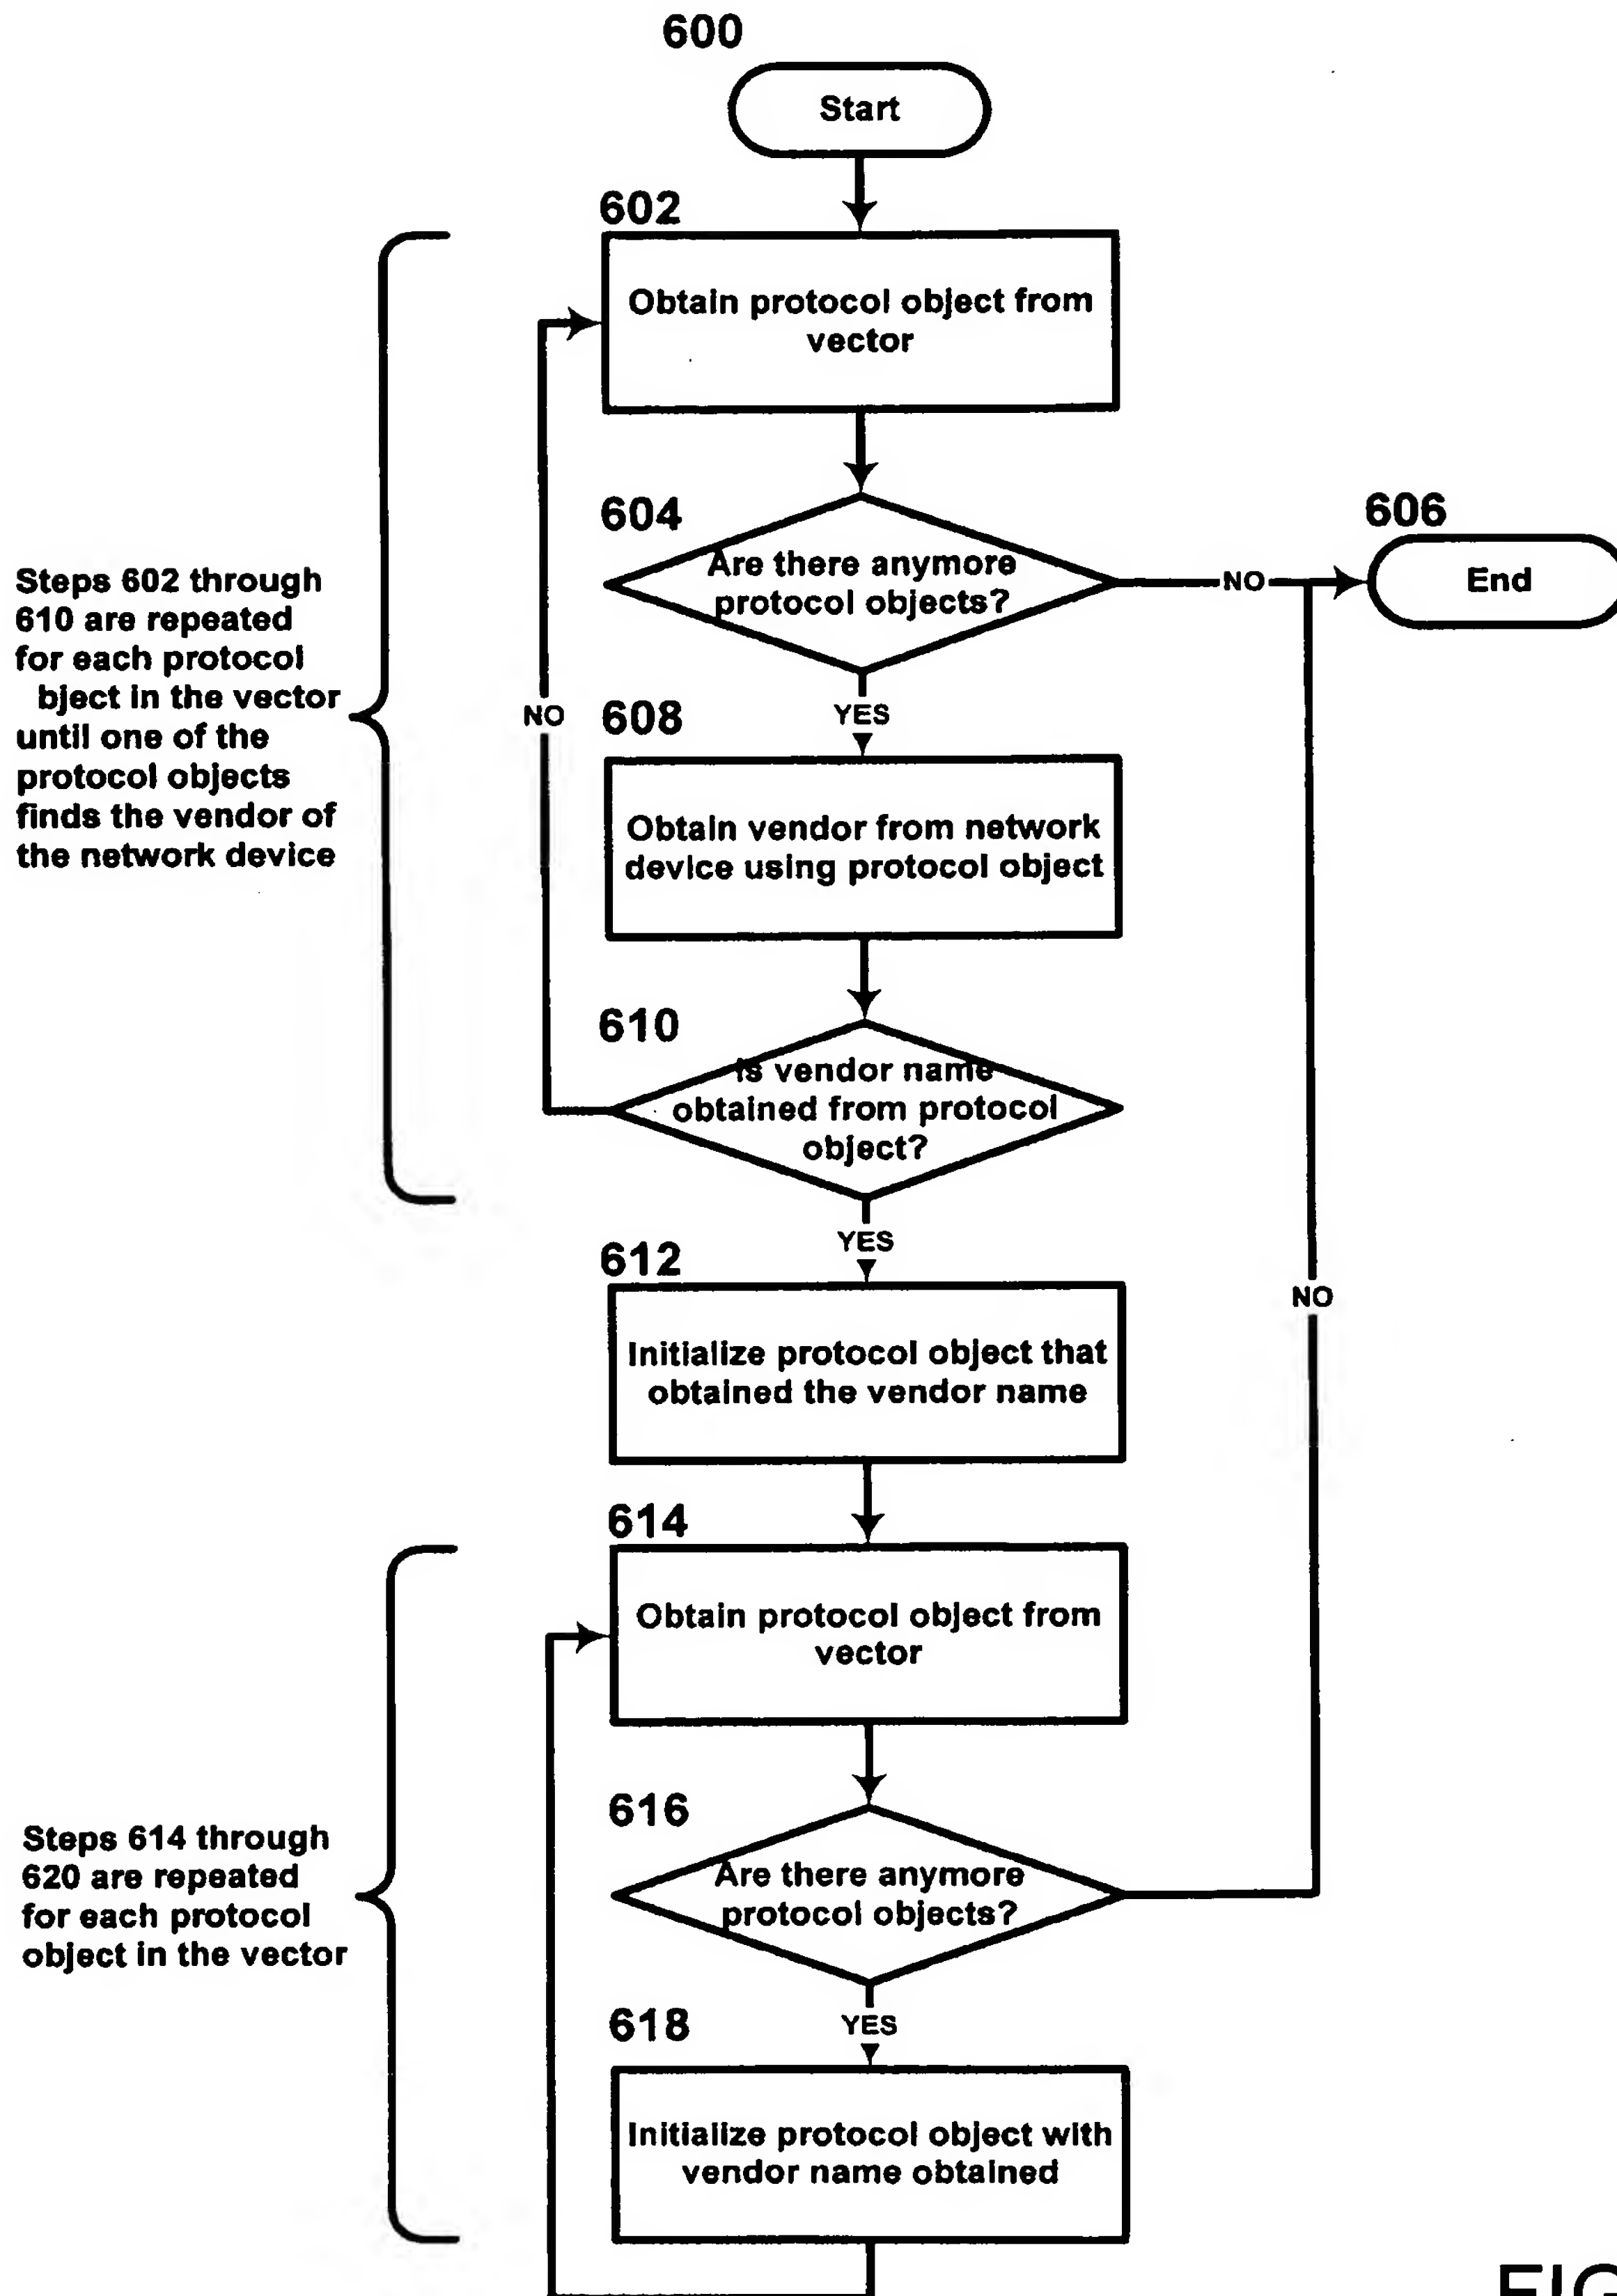 600
Start
602
Obtain protocol object from
vector
604
Are there anymore
protocol objects?
NO
606
End
Steps 602 through
610 are repeated
for each protocol
bject in the vector
until one of the
protocol objects
finds the vendor of
the network device
NO
YES
608
Obtain vendor from network
device using protocol object
610
Is vendor name
obtained from protocol
object?
YES
612
Initialize protocol object that
obtained the vendor name
NO
614
Obtain protocol object from
vector
616
Are there anymore
protocol objects?
Steps 614 through
620 are repeated
for each protocol
object in the vector
YES
618
Initialize protocol object with
vendor name obtained
FIG